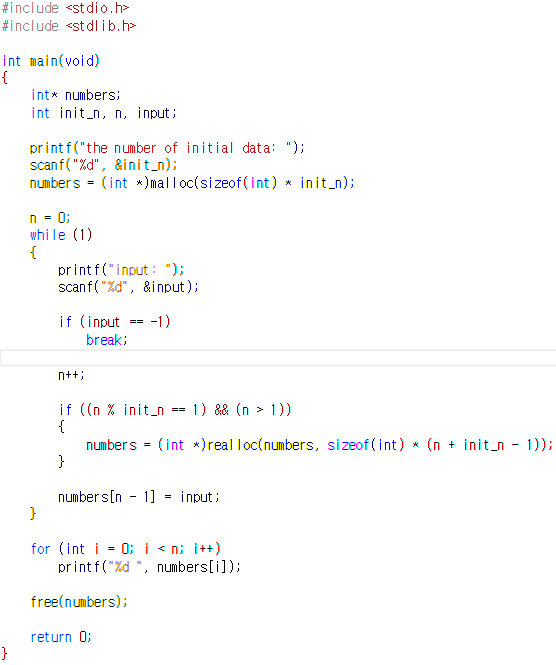 #include <stdio.h>
#include <stdlib.h>

int main(void)
{
    int* numbers;
    int init_n, n, input;

    printf("the number of initial data: ");
    scanf("%d", &init_n);
    numbers = (int *)malloc(sizeof(int) * init_n);

    n = 0;
    while (1)
    {
        printf("input: ");
        scanf("%d", &input);

        if (input == -1)
            break;

        n++;

        if ((n % init_n == 1) && (n > 1))
        {
            numbers = (int *)realloc(numbers, sizeof(int) * (n + init_n - 1));
        }

        numbers[n - 1] = input;
    }

    for (int i = 0; i < n; i++)
        printf("%d ", numbers[i]);

    free(numbers);

    return 0;
}